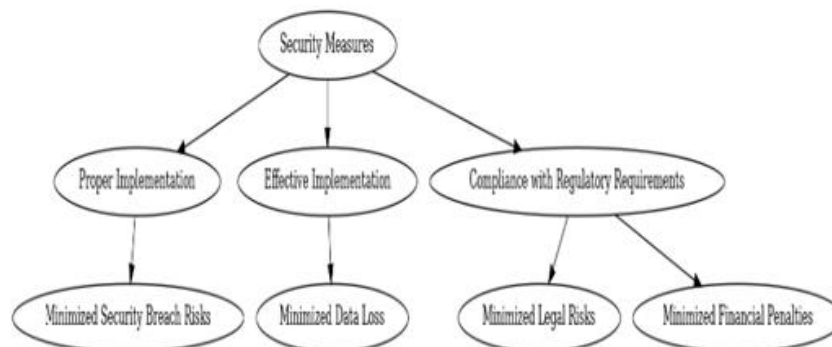 Security Measures
Proper Implementation
Effective Implementation
Compliance with Regulatory Requirements
Minimized Security Breach Risks
Minimized Data Loss
Minimized Legal Risks
Minimized Financial Penalties